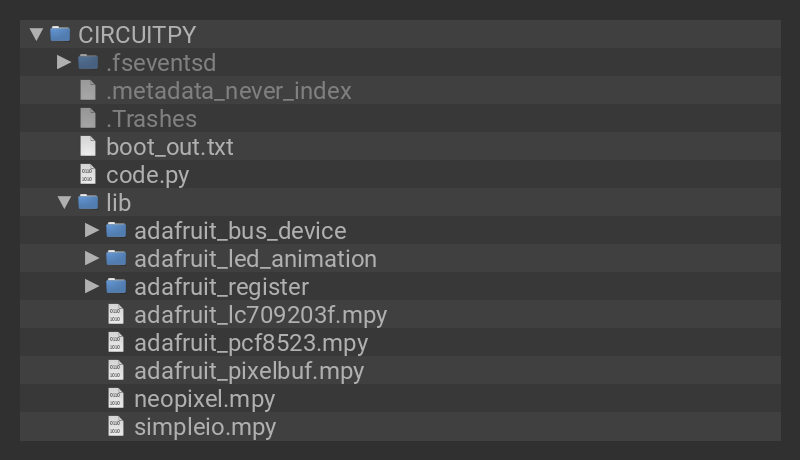 CIRCUITPY
.fseventsd
.metadata_never_index
.Trashes
boot_out.txt
code.py
lib
adafruit_bus_device
adafruit_led_animation
adafruit_register
adafruit_lc709203f.mpy
adafruit_pcf8523.mpy
adafruit_pixelbuf.mpy
neopixel.mpy
simpleio.mpy